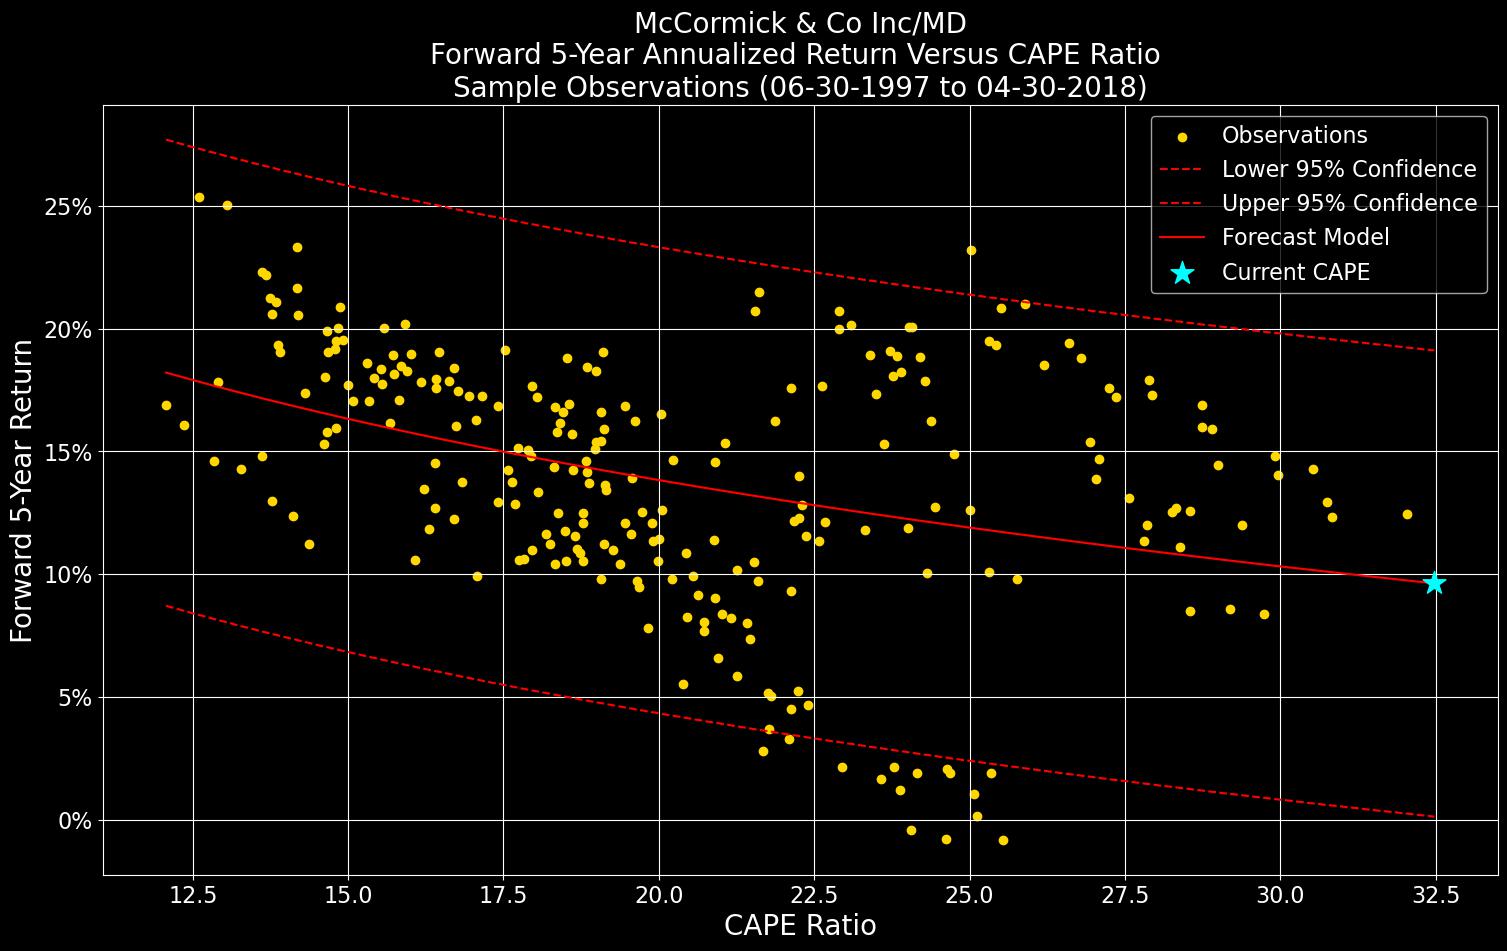 McCormick & Co Inc/MD
Forward 5-Year Annualized Return Versus CAPE Ratio
Sample Observations (06-30-1997 to 04-30-2018)
Observations
Lower 95% Confidence
Upper 95% Confidence
Forecast Model
Current CAPE
Forward 5-Year Return
25%
20%
15%
10%
5%
0%
12.5 15.0 17.5 20.0 22.5 25.0 27.5 30.0 32.5
CAPE Ratio